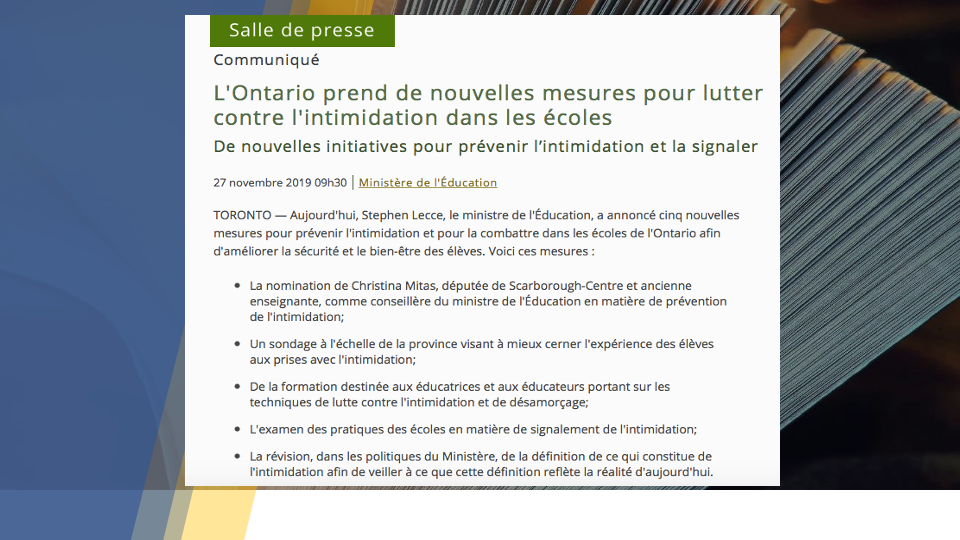 Salle de presse
Communiqué
L'Ontario prend de nouvelles mesures pour lutter
contre l'intimidation dans les écoles
De nouvelles initiatives pour prévenir l’intimidation et la signaler
27 novembre 2019 09h30 | Ministère de l'Éducation
TORONTO — Aujourd'hui, Stephen Lecce, le ministre de l'Éducation, a annoncé cinq nouvelles
mesures pour prévenir l'intimidation et pour la combattre dans les écoles de l'Ontario afin
d'améliorer la sécurité et le bien-être des élèves. Voici ces mesures :
• La nomination de Christina Mitas, députée de Scarborough-Centre et ancienne
enseignante, comme conseillère du ministre de l'Éducation en matière de prévention
de l'intimidation;
• Un sondage à l'échelle de la province visant à mieux cerner l'expérience des élèves
aux prises avec l'intimidation;
• De la formation destinée aux éducatrices et aux éducateurs portant sur les
techniques de lutte contre l'intimidation et de désamorçage;
• L'examen des pratiques des écoles en matière de signalement de l'intimidation;
• La révision, dans les politiques du Ministère, de la définition de ce qui constitue de
l'intimidation afin de veiller à ce que cette définition reflète la réalité d'aujourd'hui.